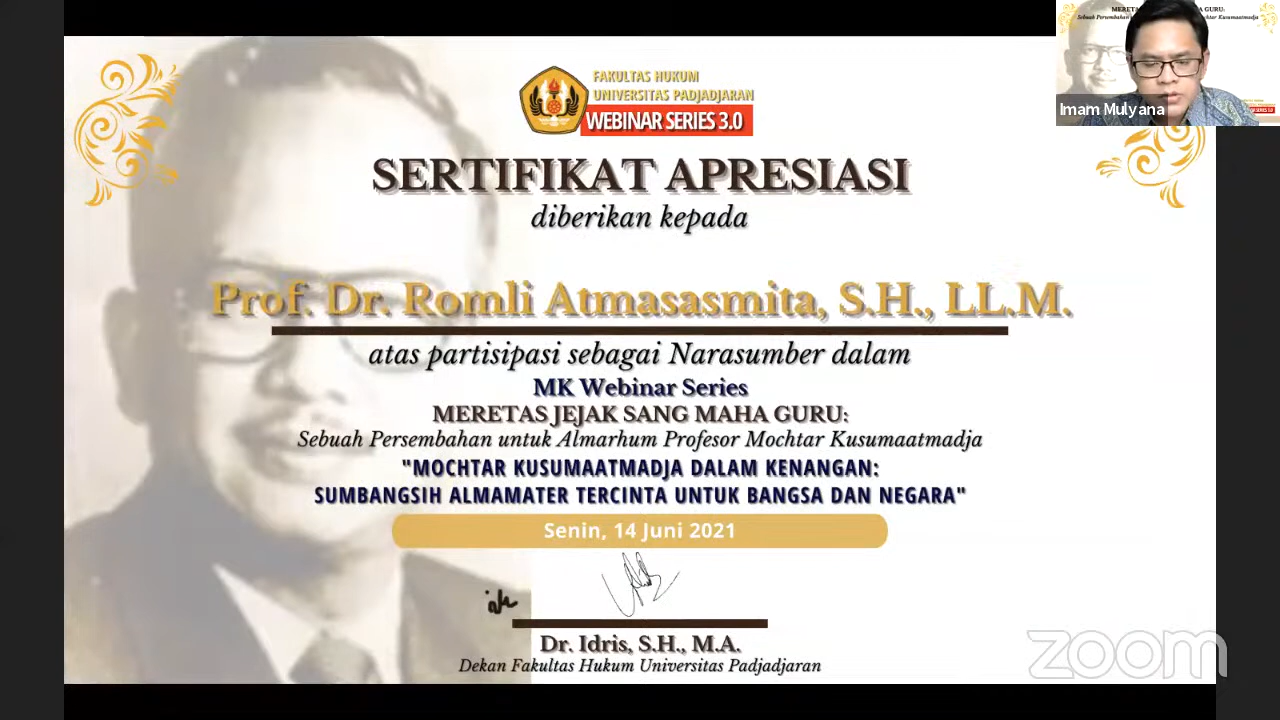 FAKULTAS HUKUM
UNIVERSITAS PADJADJARAN
WEBINAR SERIES 3.0
SERTIFIKAT APRESIASI
diberikan kepada
Prof. Dr. Romli Atmasasmita, S.H., LL.M.
atas partisipasi sebagai Narasumber dalam
MK Webinar Series
MERETAS JEJAK SANG MAHA GURU:
Sebuah Persembahan untuk Almarhum Profesor Mochtar Kusumaatmadja
"MOCHTAR KUSUMAATMADJA DALAM KENANGAN:
SUMBANGSIH ALMAMATER TERCINTA UNTUK BANGSA DAN NEGARA"
Senin, 14 Juni 2021
Dr. Idris, S.H., M.A.
Dekan Fakultas Hukum Universitas Padjadjaran
Imam Mulyana
zoom